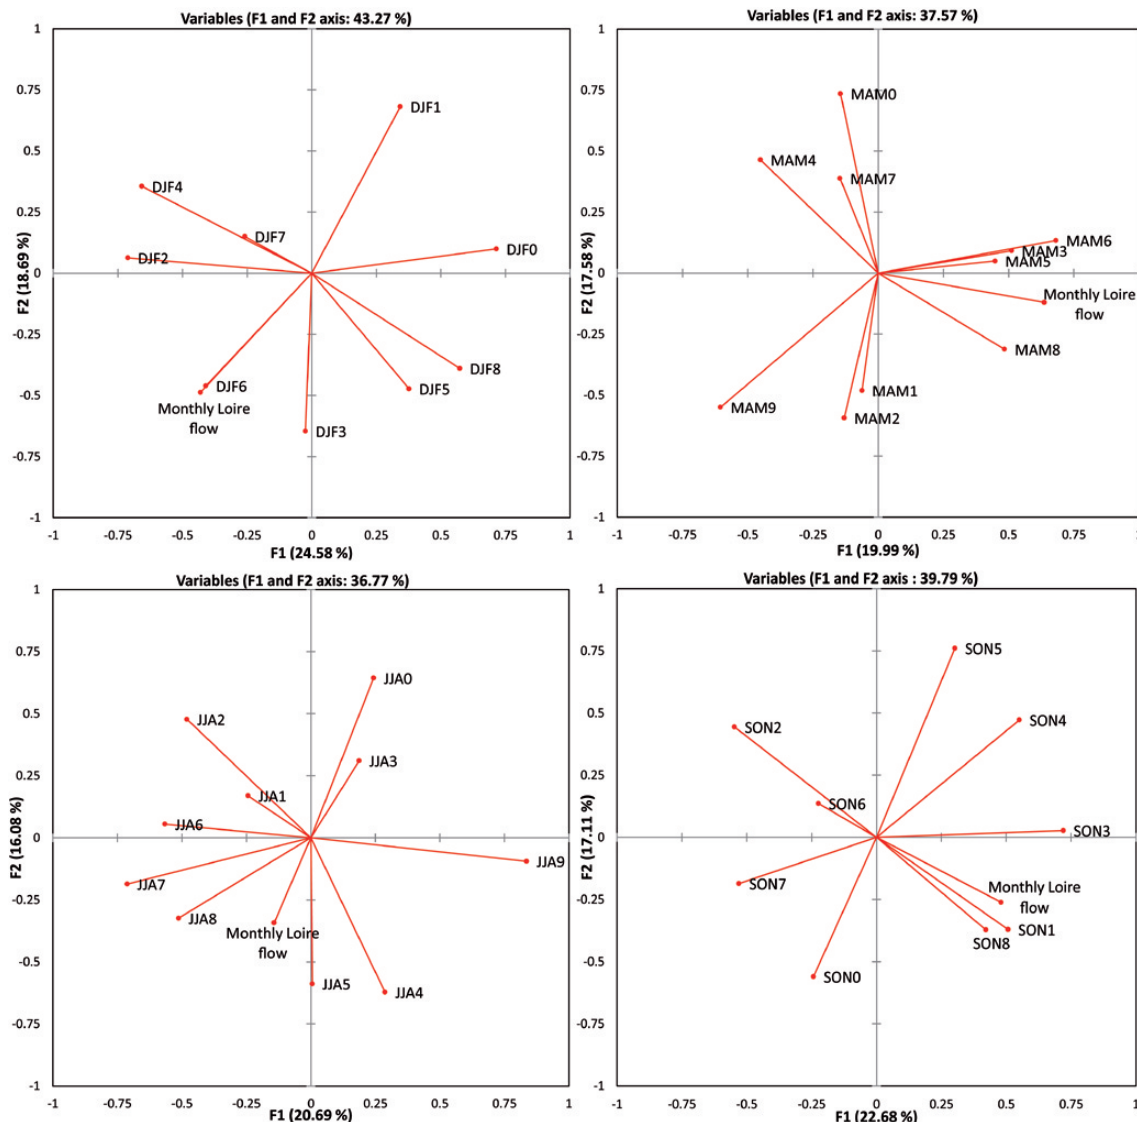 Variables (F1 and F2 axis: 43.27 %)
1
0.75
0.5
0.25
0
-0.25
-0.5
-0.75
-1
F2 (18.69 %)
DJF1
DJF4
DJF7
DJF2
DJF0
DJF8
DJF5
DJF6
Monthly Loire
flow
DJF3
-1
-0.75
-0.5
-0.25
0
0.25
0.5
0.75
1
F1 (24.58 %)
Variables (F1 and F2 axis: 37.57 %)
1
0.75
0.5
0.25
0
-0.25
-0.5
-0.75
-1
F2 (17.58 %)
MAM0
MAM4
MAM7
MAM6
MAM3
MAM5
Monthly Loire
flow
MAM8
MAM1
MAM9
MAM2
-1
-0.75
-0.5
-0.25
0
0.25
0.5
0.75
1
F1 (19.99 %)
Variables (F1 and F2 axis: 36.77 %)
1
0.75
0.5
0.25
0
-0.25
-0.5
-0.75
-1
F2 (16.08 %)
JJA0
JJA2
JJA3
JJA1
JJA6
JJA9
JJA7
JJA8
Monthly Loire
flow
JJA5
JJA4
-1
-0.75
-0.5
-0.25
0
0.25
0.5
0.75
1
F1 (20.69 %)
Variables (F1 and F2 axis : 39.79 %)
1
0.75
0.5
0.25
0
-0.25
-0.5
-0.75
-1
F2 (17.11 %)
SON5
SON4
SON2
SON6
SON3
SON7
Monthly Loire
flow
SON1
SON8
SON0
-1
-0.75
-0.5
-0.25
0
0.25
0.5
0.75
1
F1 (22.68 %)